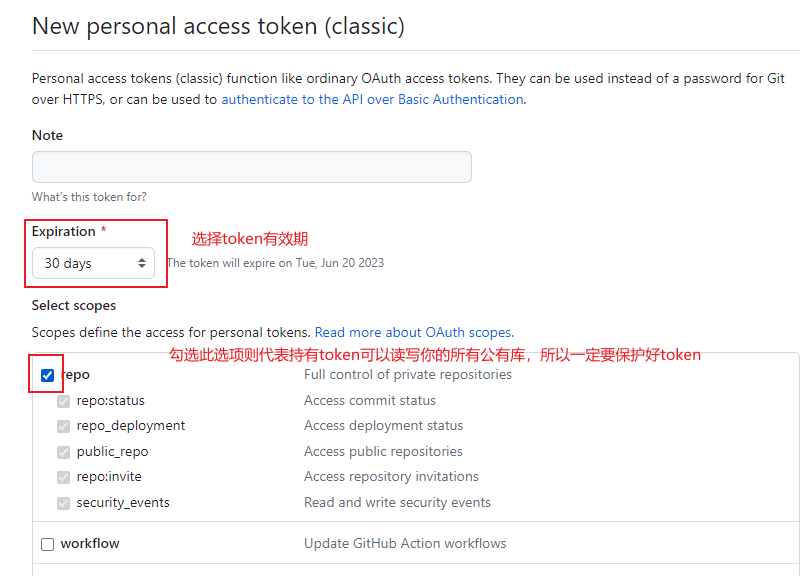 New personal access token (classic)
Personal access tokens (classic) function like ordinary OAuth access tokens. They can be used instead of a password for Git
over HTTPS, or can be used to authenticate to the API over Basic Authentication.
Note
What's this token for?
Expiration *
选择token有效期
30 days
The token will expire on Tue, Jun 20 2023
Select scopes
Scopes define the access for personal tokens. Read more about OAuth scopes.
勾选此选项则代表持有token可以读写你的所有公有库，所以一定要保护好token
repo Full control of private repositories
repo:status Access commit status
repo_deployment Access deployment status
public_repo Access public repositories
repo:invite Access repository invitations
security_events Read and write security events
workflow Update GitHub Action workflows